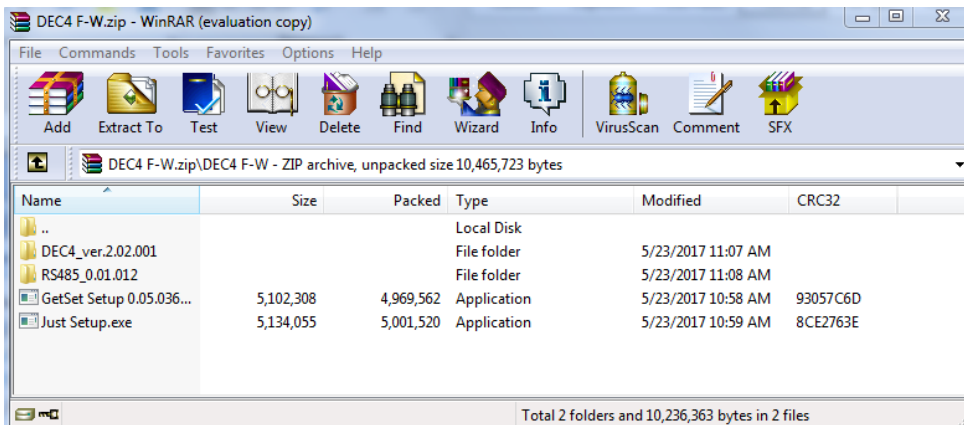 DEC4 F-W.zip - WinRAR (evaluation copy)
File Commands Tools Favorites Options Help
Add Extract To Test View Delete Find Wizard Info VirusScan Comment SFX
DEC4 F-W.zip\DEC4 F-W - ZIP archive, unpacked size 10,465,723 bytes
Name Size Packed Type Modified CRC32
.. Local Disk
DEC4_ver.2.02.001 File folder 5/23/2017 11:07 AM
RS485_0.01.012 File folder 5/23/2017 11:08 AM
GetSet Setup 0.05.036... 5,102,308 4,969,562 Application 5/23/2017 10:58 AM 93057C6D
Just Setup.exe 5,134,055 5,001,520 Application 5/23/2017 10:59 AM 8CE2763E
Total 2 folders and 10,236,363 bytes in 2 files